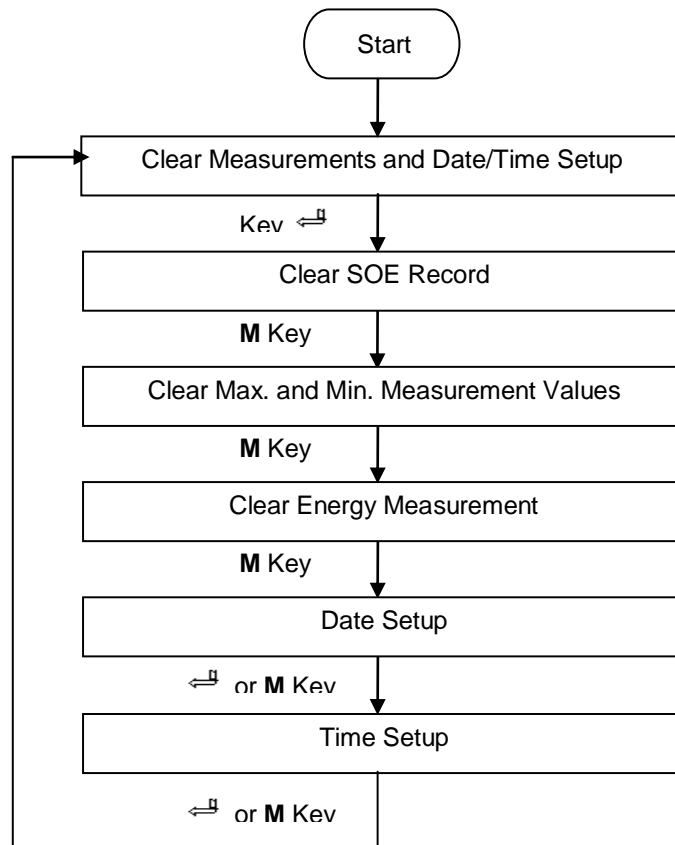 Start
Clear Measurements and Date/Time Setup
Key ⏎
Clear SOE Record
M Key
Clear Max. and Min. Measurement Values
M Key
Clear Energy Measurement
M Key
Date Setup
⏎ or M Key
Time Setup
⏎ or M Key